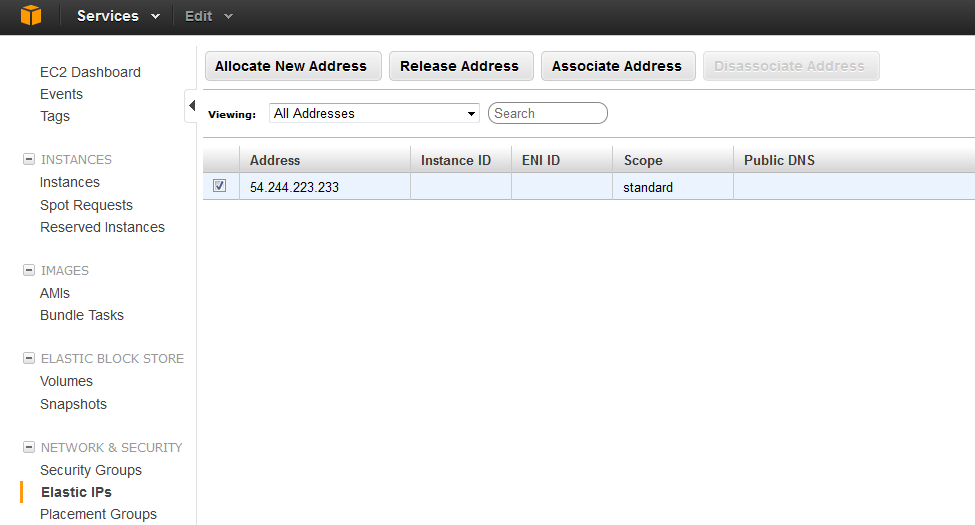 Services Edit
EC2 Dashboard
Events
Tags
INSTANCES
Instances
Spot Requests
Reserved Instances
IMAGES
AMIs
Bundle Tasks
ELASTIC BLOCK STORE
Volumes
Snapshots
NETWORK & SECURITY
Security Groups
Elastic IPs
Placement Groups
Allocate New Address Release Address Associate Address Disassociate Address
Viewing: All Addresses Search
Address Instance ID ENI ID Scope Public DNS
54.244.223.233 standard